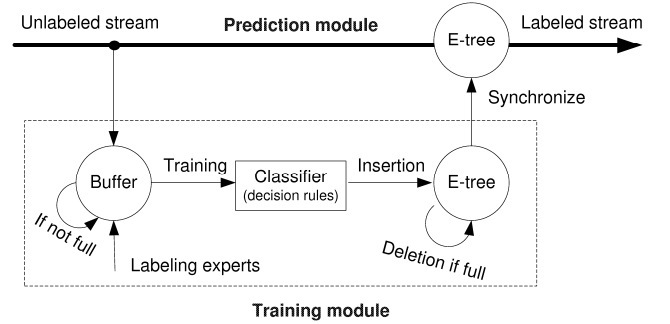 Unlabeled stream
Prediction module
E-tree
Labeled stream
Synchronize
Buffer
Training
Classifier
(decision rules)
Insertion
E-tree
If not full
Labeling experts
Deletion if full
Training module